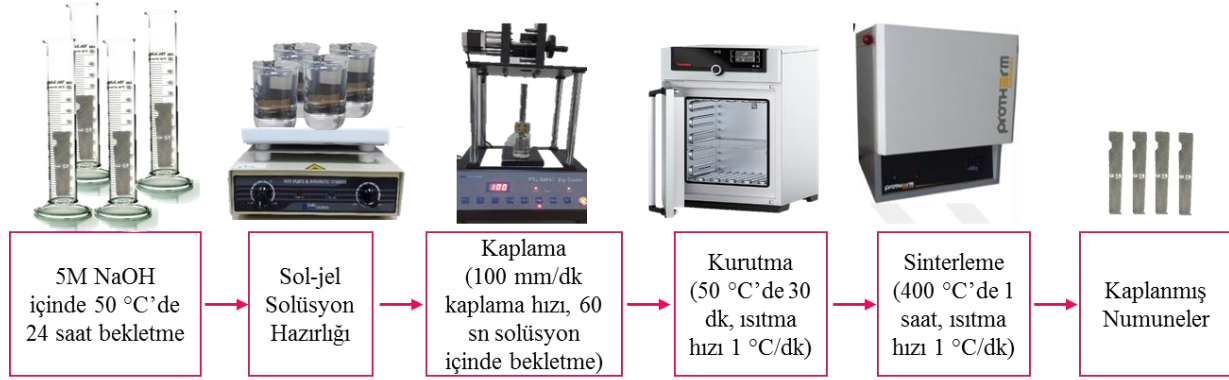 100
protherm
5M NaOH
içinde 50 °C’de
24 saat bekletme
Sol-jel
Solüsyon
Hazırlığı
Kaplama
(100 mm/dk
kaplama hızı, 60
sn solüsyon
içinde bekletme)
Kurutma
(50 °C’de 30
dk, ısıtma
hızı 1 °C/dk)
Sinterleme
(400 °C’de 1
saat, ısıtma
hızı 1 °C/dk)
Kaplanmış
Numuneler